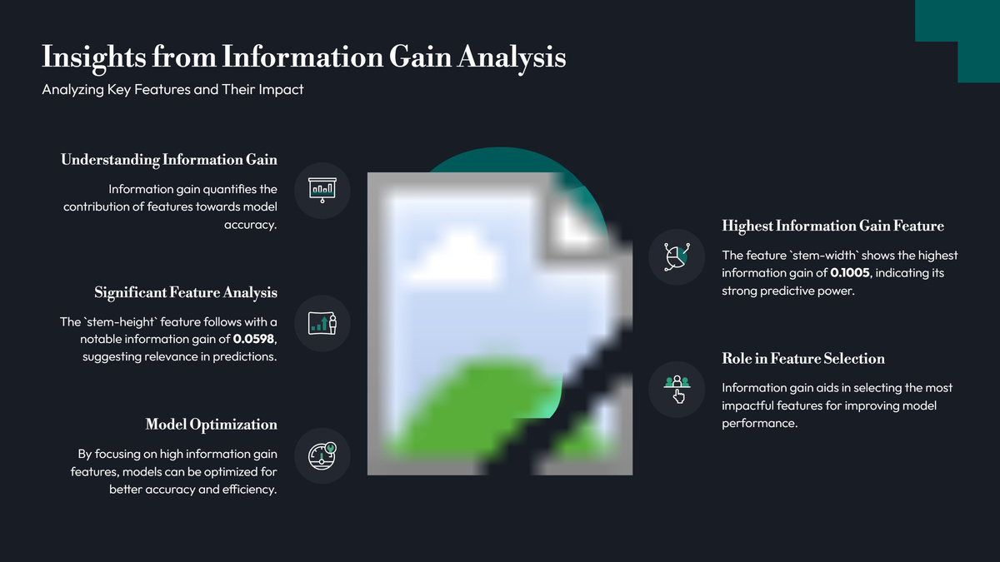 Insights from Information Gain Analysis
Analyzing Key Features and Their Impact
Understanding Information Gain
Information gain quantifies the
contribution of features towards model
accuracy.
Significant Feature Analysis
The `stem-height` feature follows with a
notable information gain of 0.0598,
suggesting relevance in predictions.
Model Optimization
By focusing on high information gain
features, models can be optimized for
better accuracy and efficiency.
Highest Information Gain Feature
The feature `stem-width` shows the highest
information gain of 0.1005, indicating its
strong predictive power.
Role in Feature Selection
Information gain aids in selecting the most
impactful features for improving model
performance.